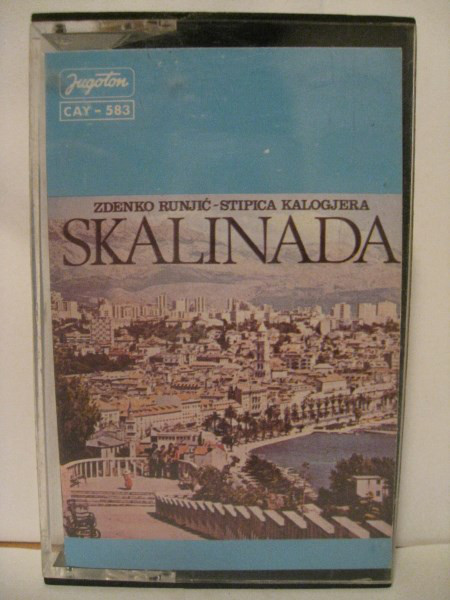 Jugoton
CAY-583
ZDENKO RUNJIĆ-STIPICA KALOGJERA
SKALINADA